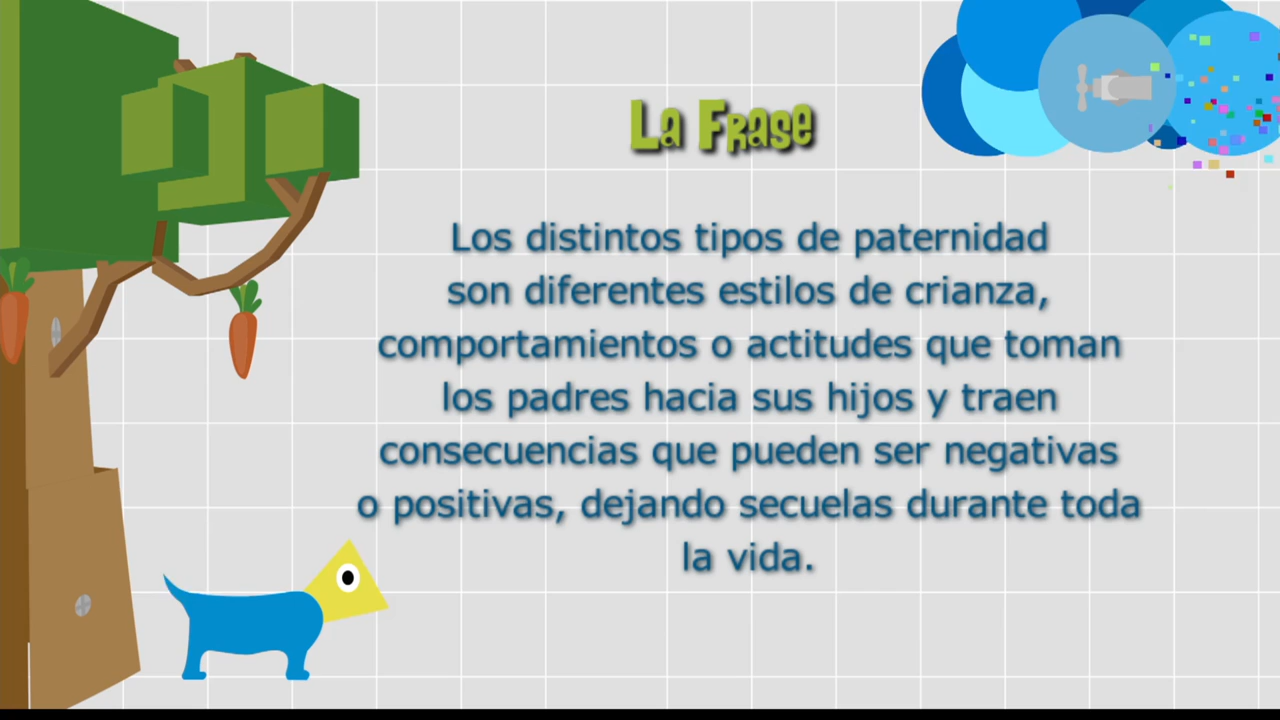 La Frase
Los distintos tipos de paternidad
son diferentes estilos de crianza,
comportamientos o actitudes que toman
los padres hacia sus hijos y traen
consecuencias que pueden ser negativas
o positivas, dejando secuelas durante toda
la vida.